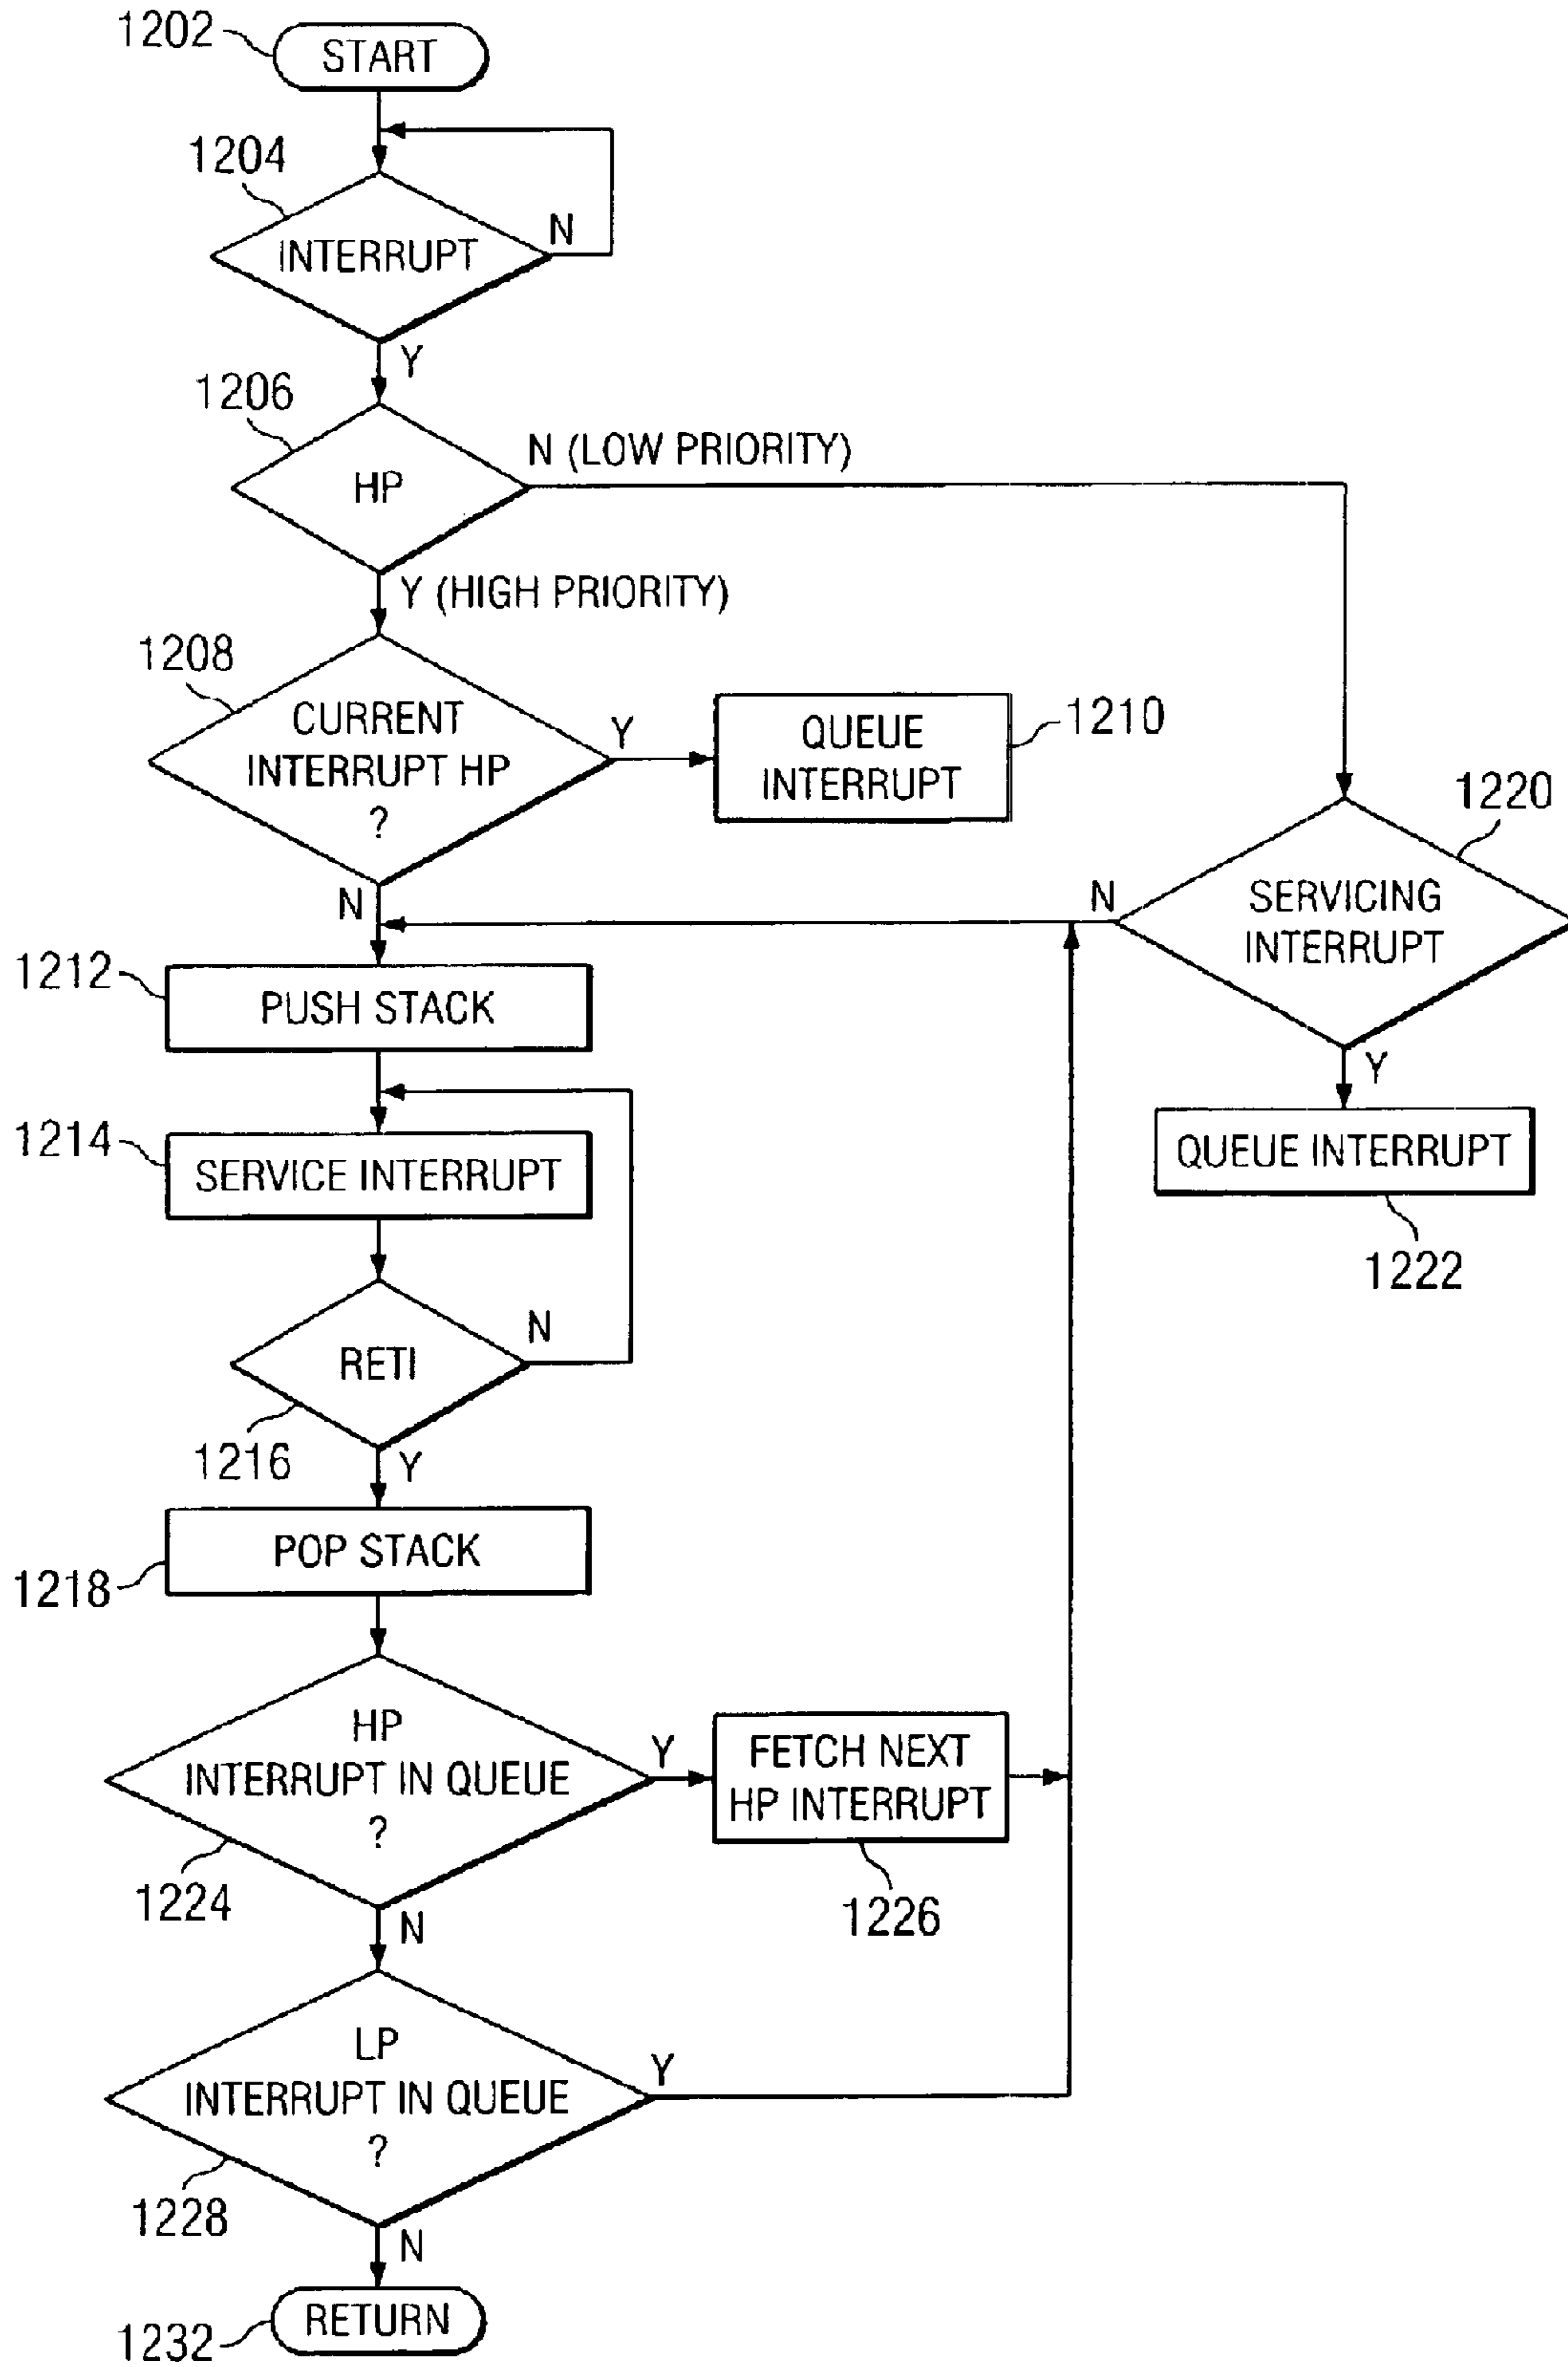 1202
START
1204
INTERRUPT
N
Y
1206
HP
N (LOW PRIORITY)
Y (HIGH PRIORITY)
1208
CURRENT
INTERRUPT HP
?
Y
QUEUE
INTERRUPT
1210
N
1220
SERVICING
INTERRUPT
N
Y
QUEUE INTERRUPT
1222
1212
PUSH STACK
1214
SERVICE INTERRUPT
RETI
N
1216
Y
POP STACK
1218
HP
INTERRUPT IN QUEUE
?
Y
FETCH NEXT
HP INTERRUPT
1224
1226
N
LP
INTERRUPT IN QUEUE
?
Y
1228
N
RETURN
1232